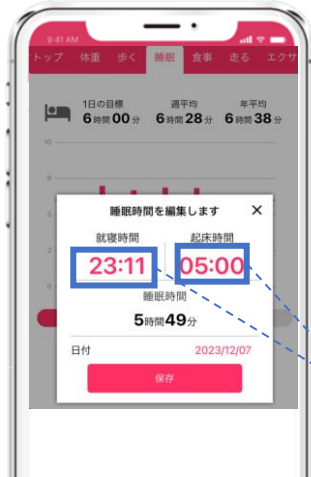 9:41 AM
トップ 体重 歩く 睡眠 食事 走る エクサ
1日の目標 週平均 年平均
6時間00分 6時間28分 6時間38分
10
8
5
2
0
睡眠時間を編集します ×
就寝時間 起床時間
23:11 05:00
睡眠時間
5時間49分
日付 2023/12/07
保存